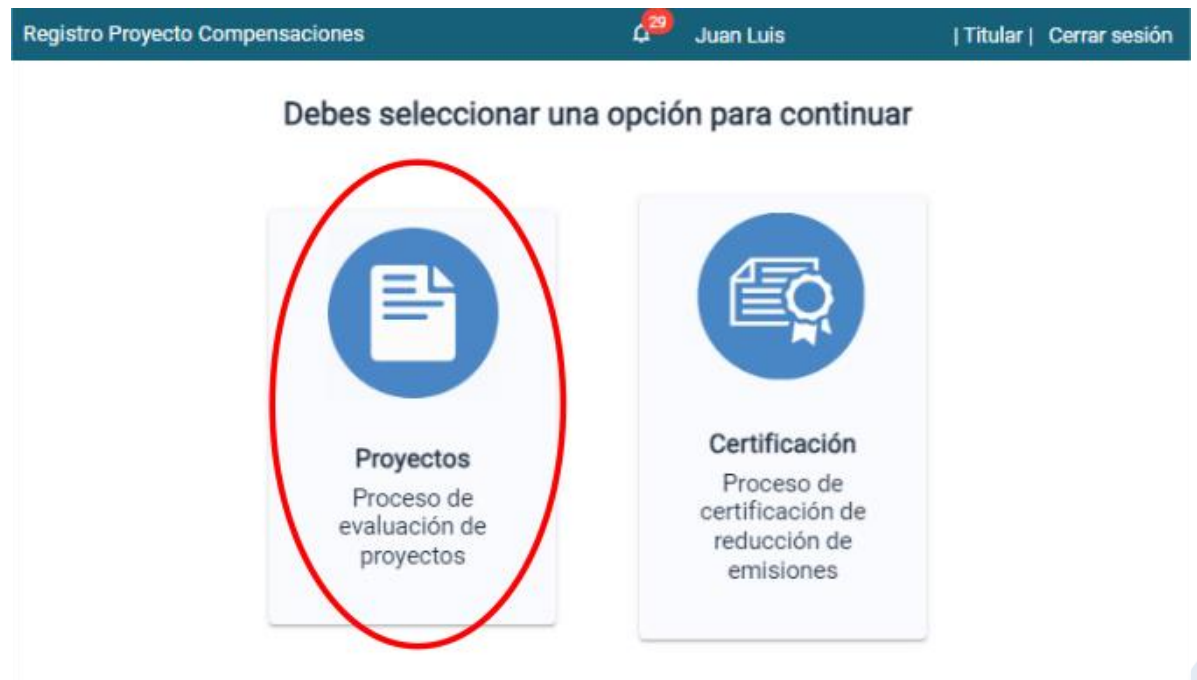 Registro Proyecto Compensaciones 29 Juan Luis | Titular | Cerrar sesión
Debes seleccionar una opción para continuar
Proyectos
Proceso de
evaluación de
proyectos
Certificación
Proceso de
certificación de
reducción de
emisiones